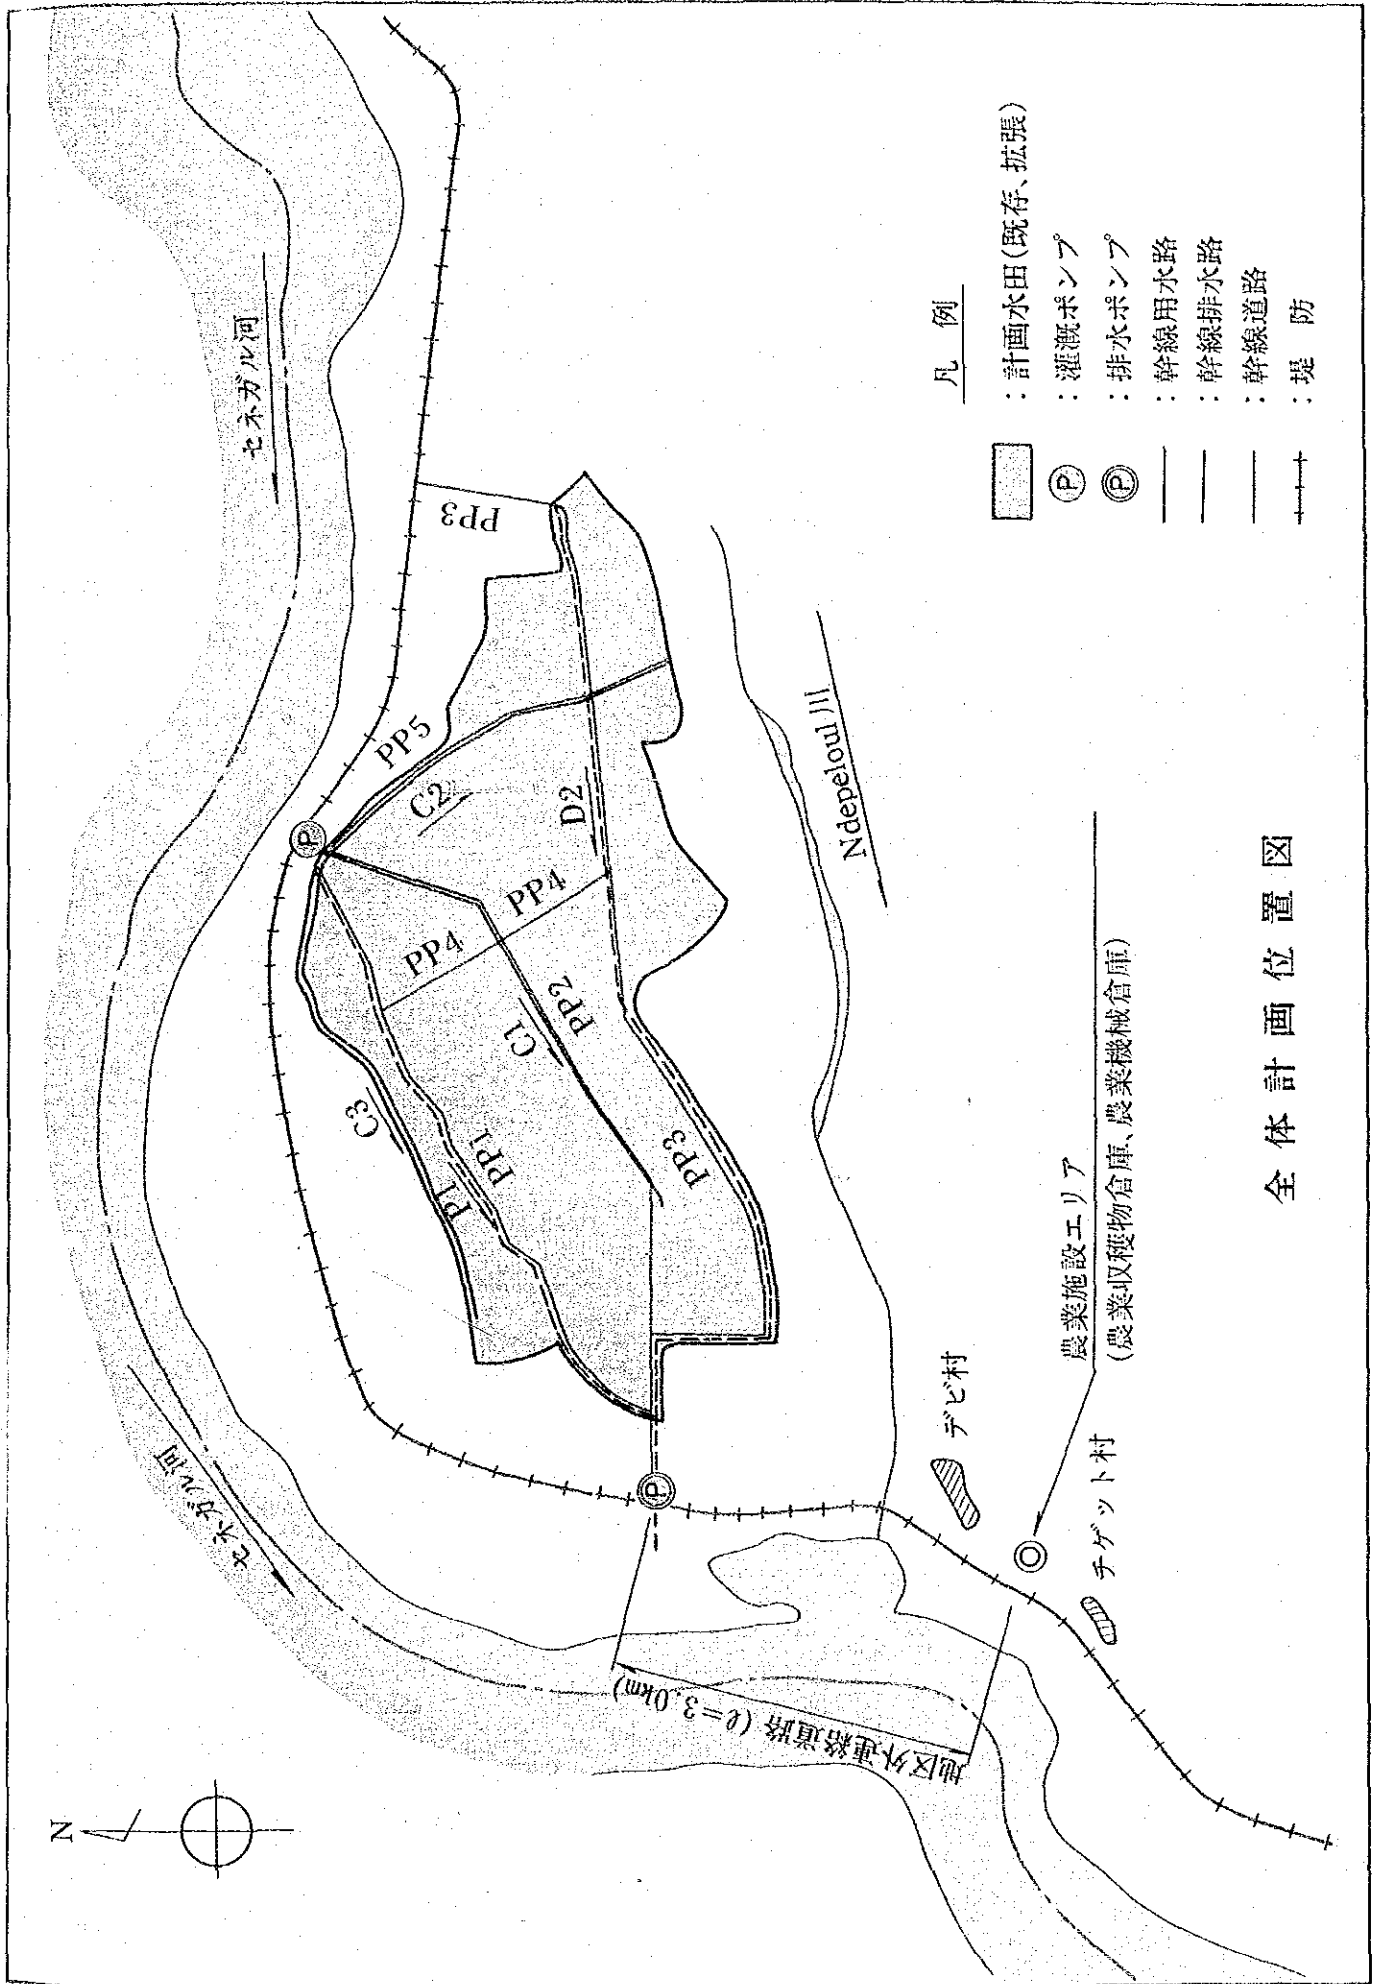 N
セネガル河
セネガル河
PP3
PP5
C2
D2
PP4
PP4
C1
PP2
C3
P1
PP1
PP3
Ndepeloul川
地区外連絡道路 (ℓ=3.0km)
デビ村
チゲット村
農業施設エリア
(農業収穫物倉庫、農業機械倉庫)
凡 例
: 計画水田(既存、拡張)
P : 灌漑ポンプ
P : 排水ポンプ
: 幹線用水路
: 幹線排水路
: 幹線道路
: 堤 防
P
P
全体計画位置図